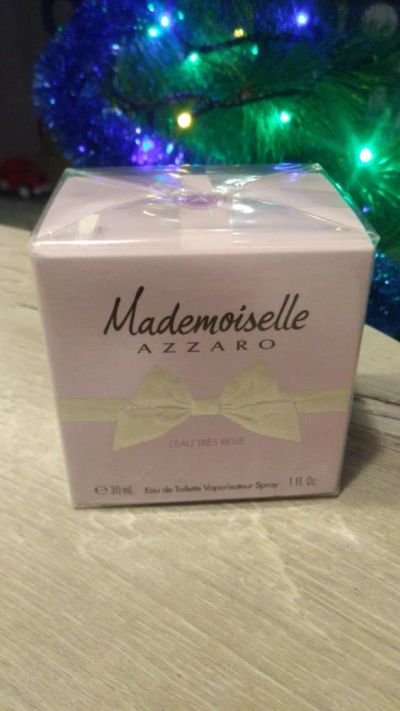 Mademoiselle
AZZARO
L'EAU TRÈS BELLE
℮ 30 ml Eau de Toilette Vaporisateur Spray 1 Fl. Oz.